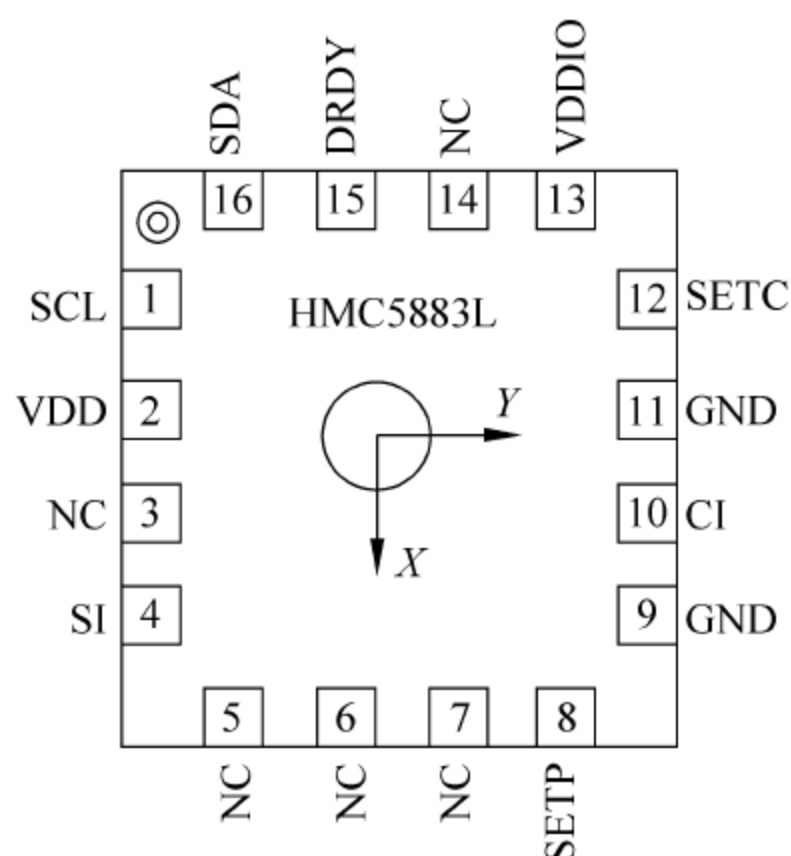 SDA DRDY NC VDDIO
16 15 14 13
SCL 1 HMC5883L 12 SETC
VDD 2 Y 11 GND
NC 3 10 CI
X
SI 4 9 GND
5 6 7 8
NC NC NC SETP